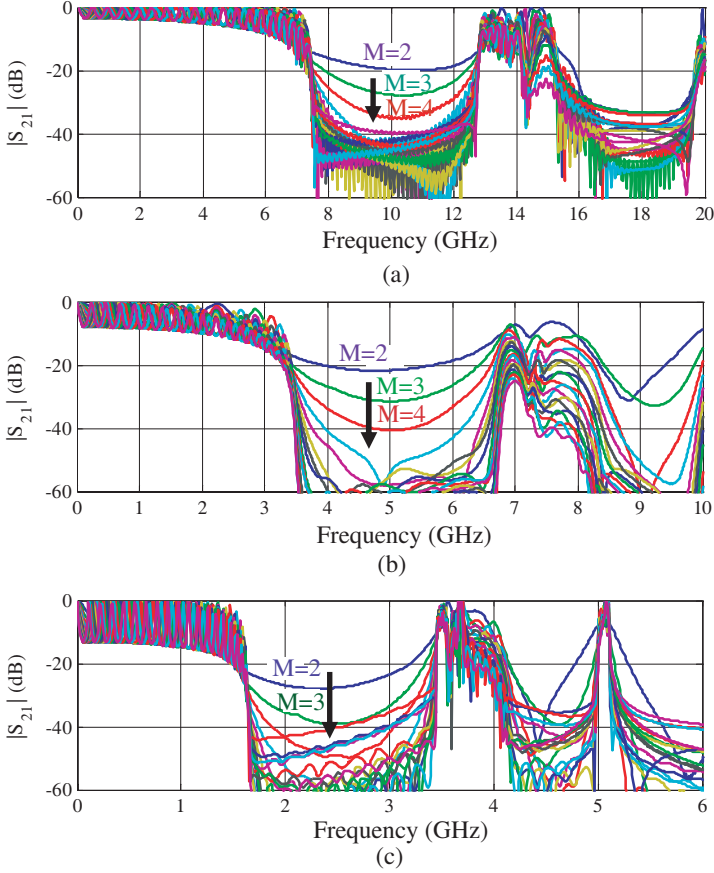 0
-20
-40
-60
|S21| (dB)
M=2
M=3
M=4
0 2 4 6 8 10 12 14 16 18 20
Frequency (GHz)
(a)
0
-20
-40
-60
|S21| (dB)
M=2
M=3
M=4
0 1 2 3 4 5 6 7 8 9 10
Frequency (GHz)
(b)
0
-20
-40
-60
|S21| (dB)
M=2
M=3
0 1 2 3 4 5 6
Frequency (GHz)
(c)